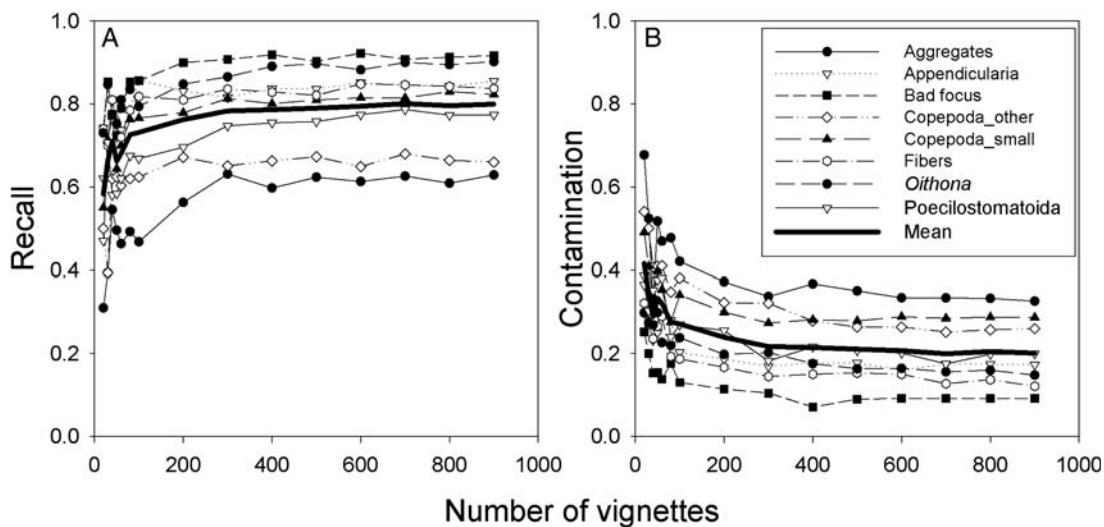 A
Recall
1.0
0.8
0.6
0.4
0.2
0.0
0 200 400 600 800 1000
B
Contamination
1.0
0.8
0.6
0.4
0.2
0.0
0 200 400 600 800 1000
Aggregates
Appendicularia
Bad focus
Copepoda_other
Copepoda_small
Fibers
Oithona
Poecilostomatoida
Mean
Number of vignettes